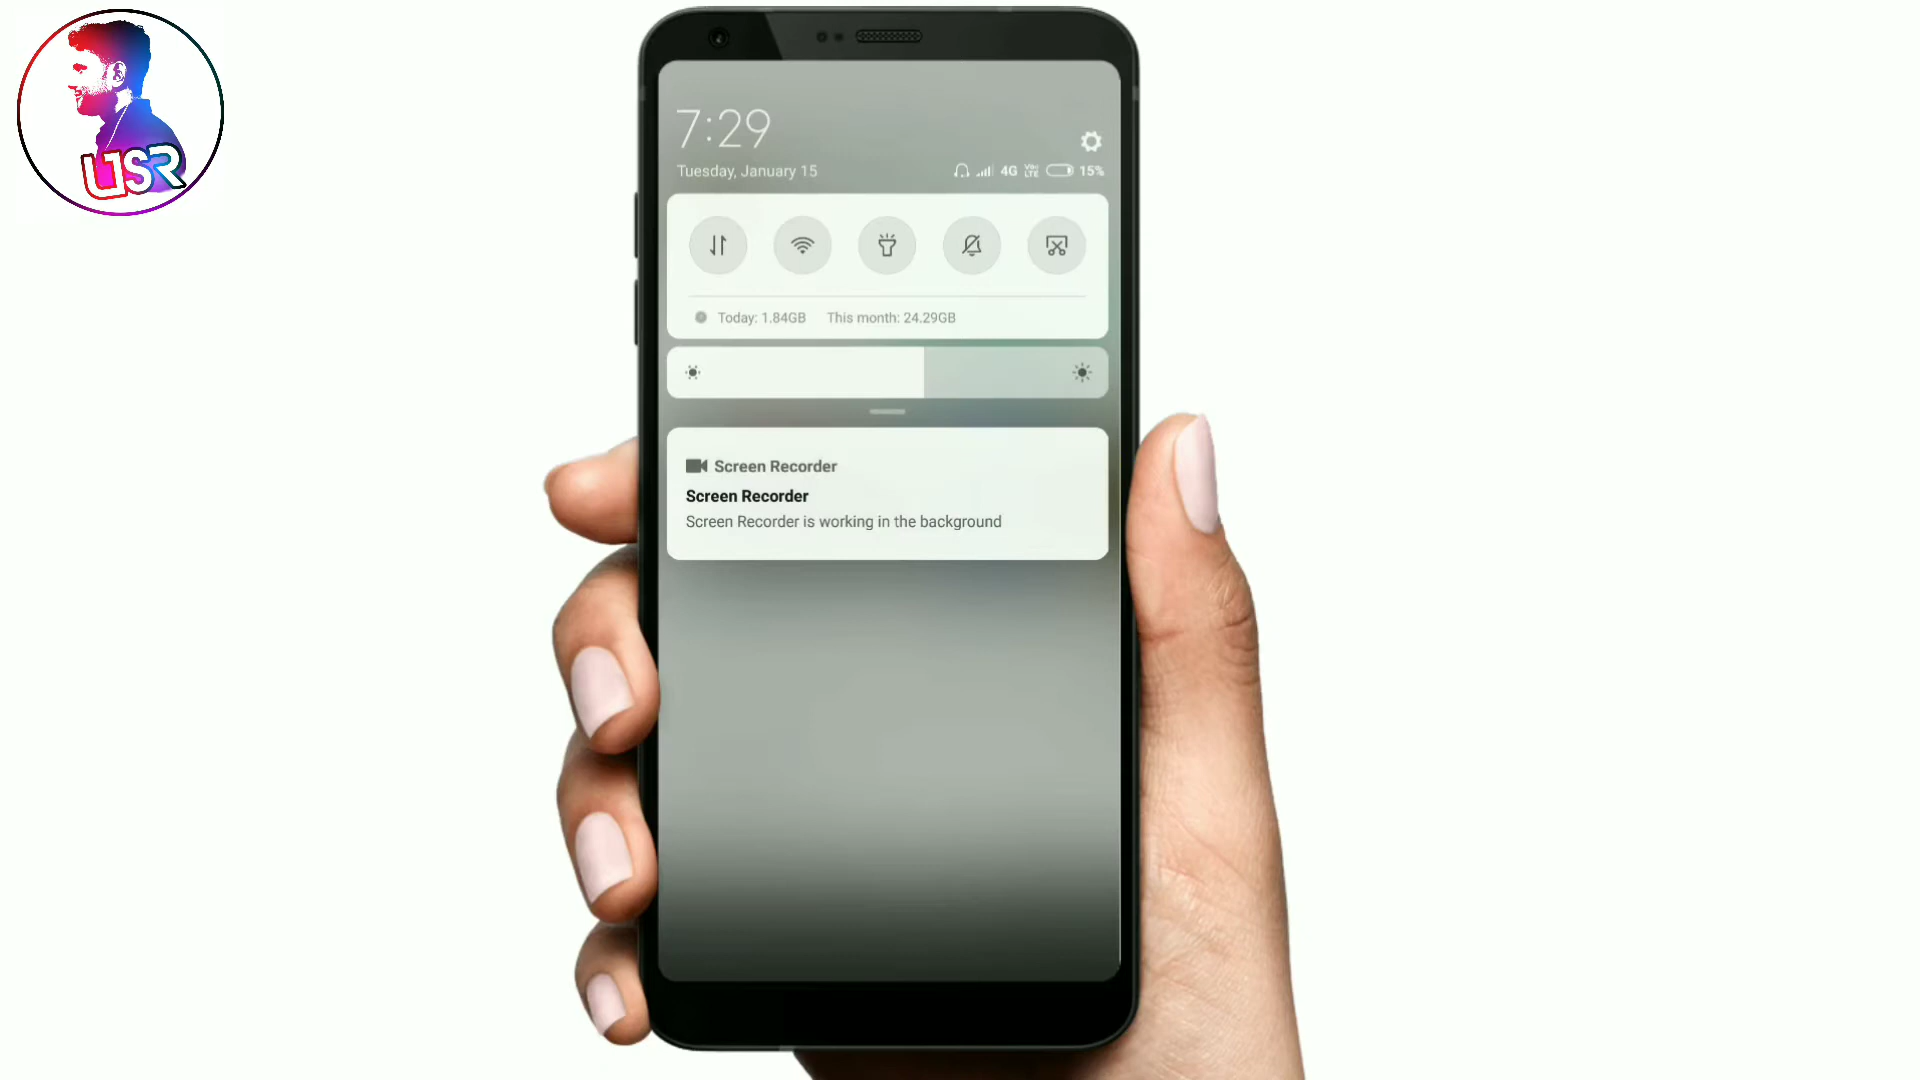 USR
7:29
Tuesday, January 15
4G VoLTE 15%
Today: 1.84GB This month: 24.29GB
Screen Recorder
Screen Recorder
Screen Recorder is working in the background